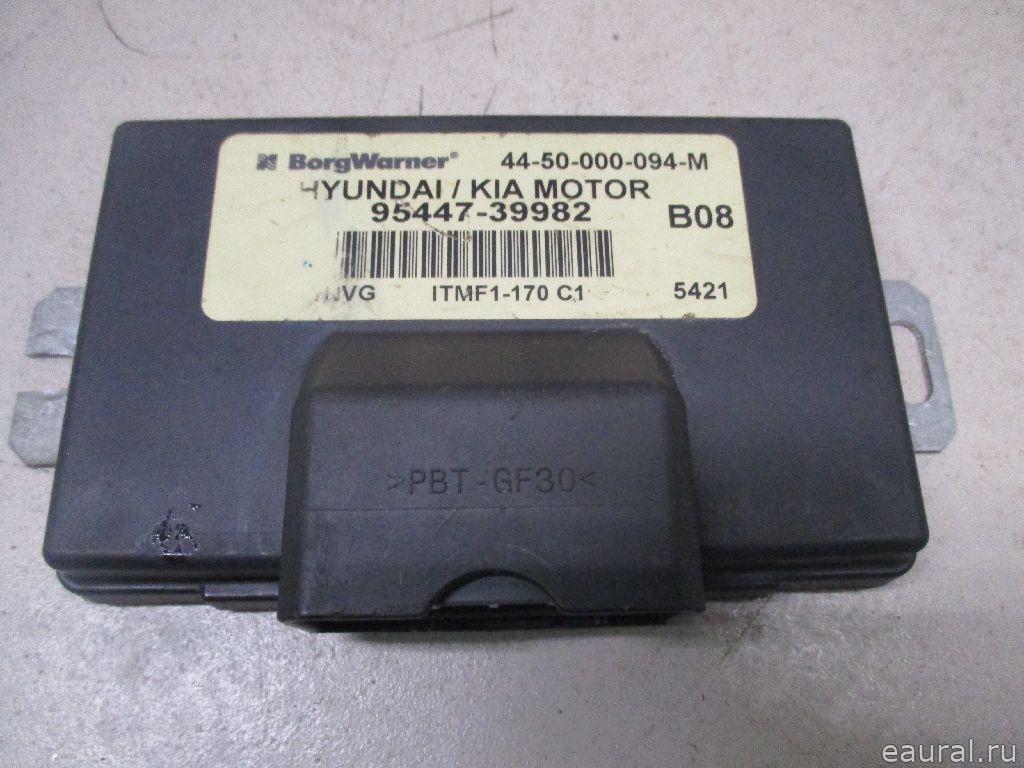 BorgWarner® 44-50-000-094-M
HYUNDAI / KIA MOTOR
95447-39982 B08
ITMF1-170 C1 5421
>PBT-GF30<
eaural.ru